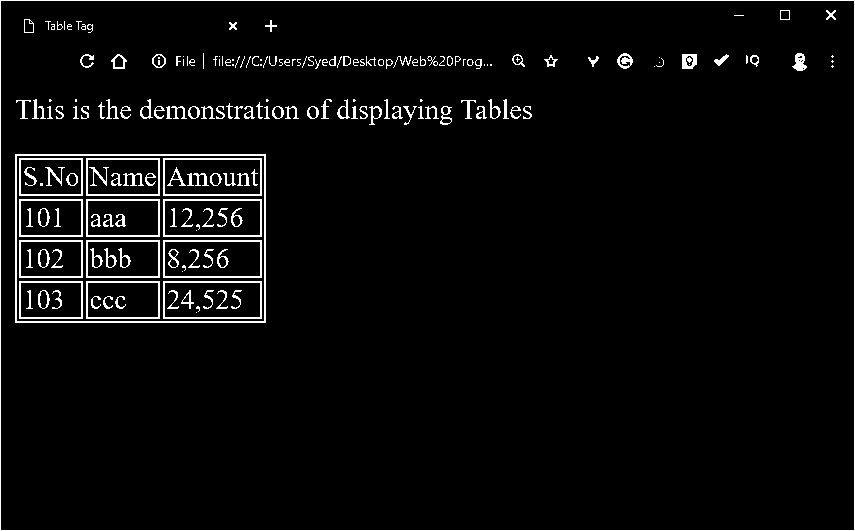 Table Tag
File | file:///C:/Users/Syed/Desktop/Web%20Prog...
IQ
This is the demonstration of displaying Tables
S.No Name Amount
101 aaa 12,256
102 bbb 8,256
103 ccc 24,525